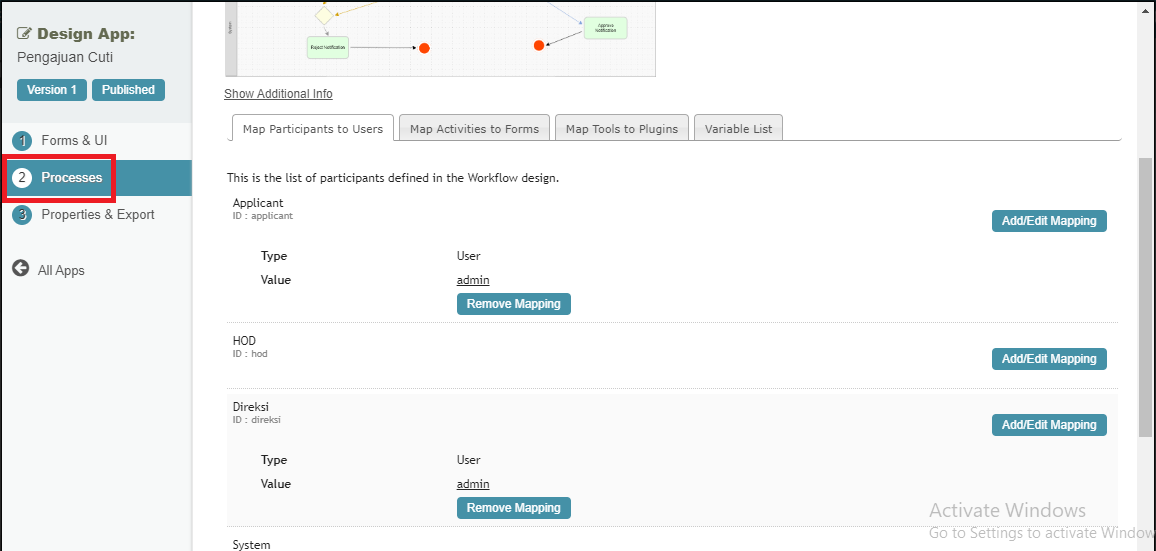 Design App:
Pengajuan Cuti
Version 1 Published
1 Forms & UI
2 Processes
3 Properties & Export
All Apps
System
Reject Notification
Approve
Notification
Show Additional Info
Map Participants to Users Map Activities to Forms Map Tools to Plugins Variable List
This is the list of participants defined in the Workflow design.
Applicant
ID : applicant
Add/Edit Mapping
Type User
Value admin
Remove Mapping
HOD
ID : hod
Add/Edit Mapping
Direksi
ID : direksi
Add/Edit Mapping
Type User
Value admin
Remove Mapping
System
Activate Windows
Go to Settings to activate Window